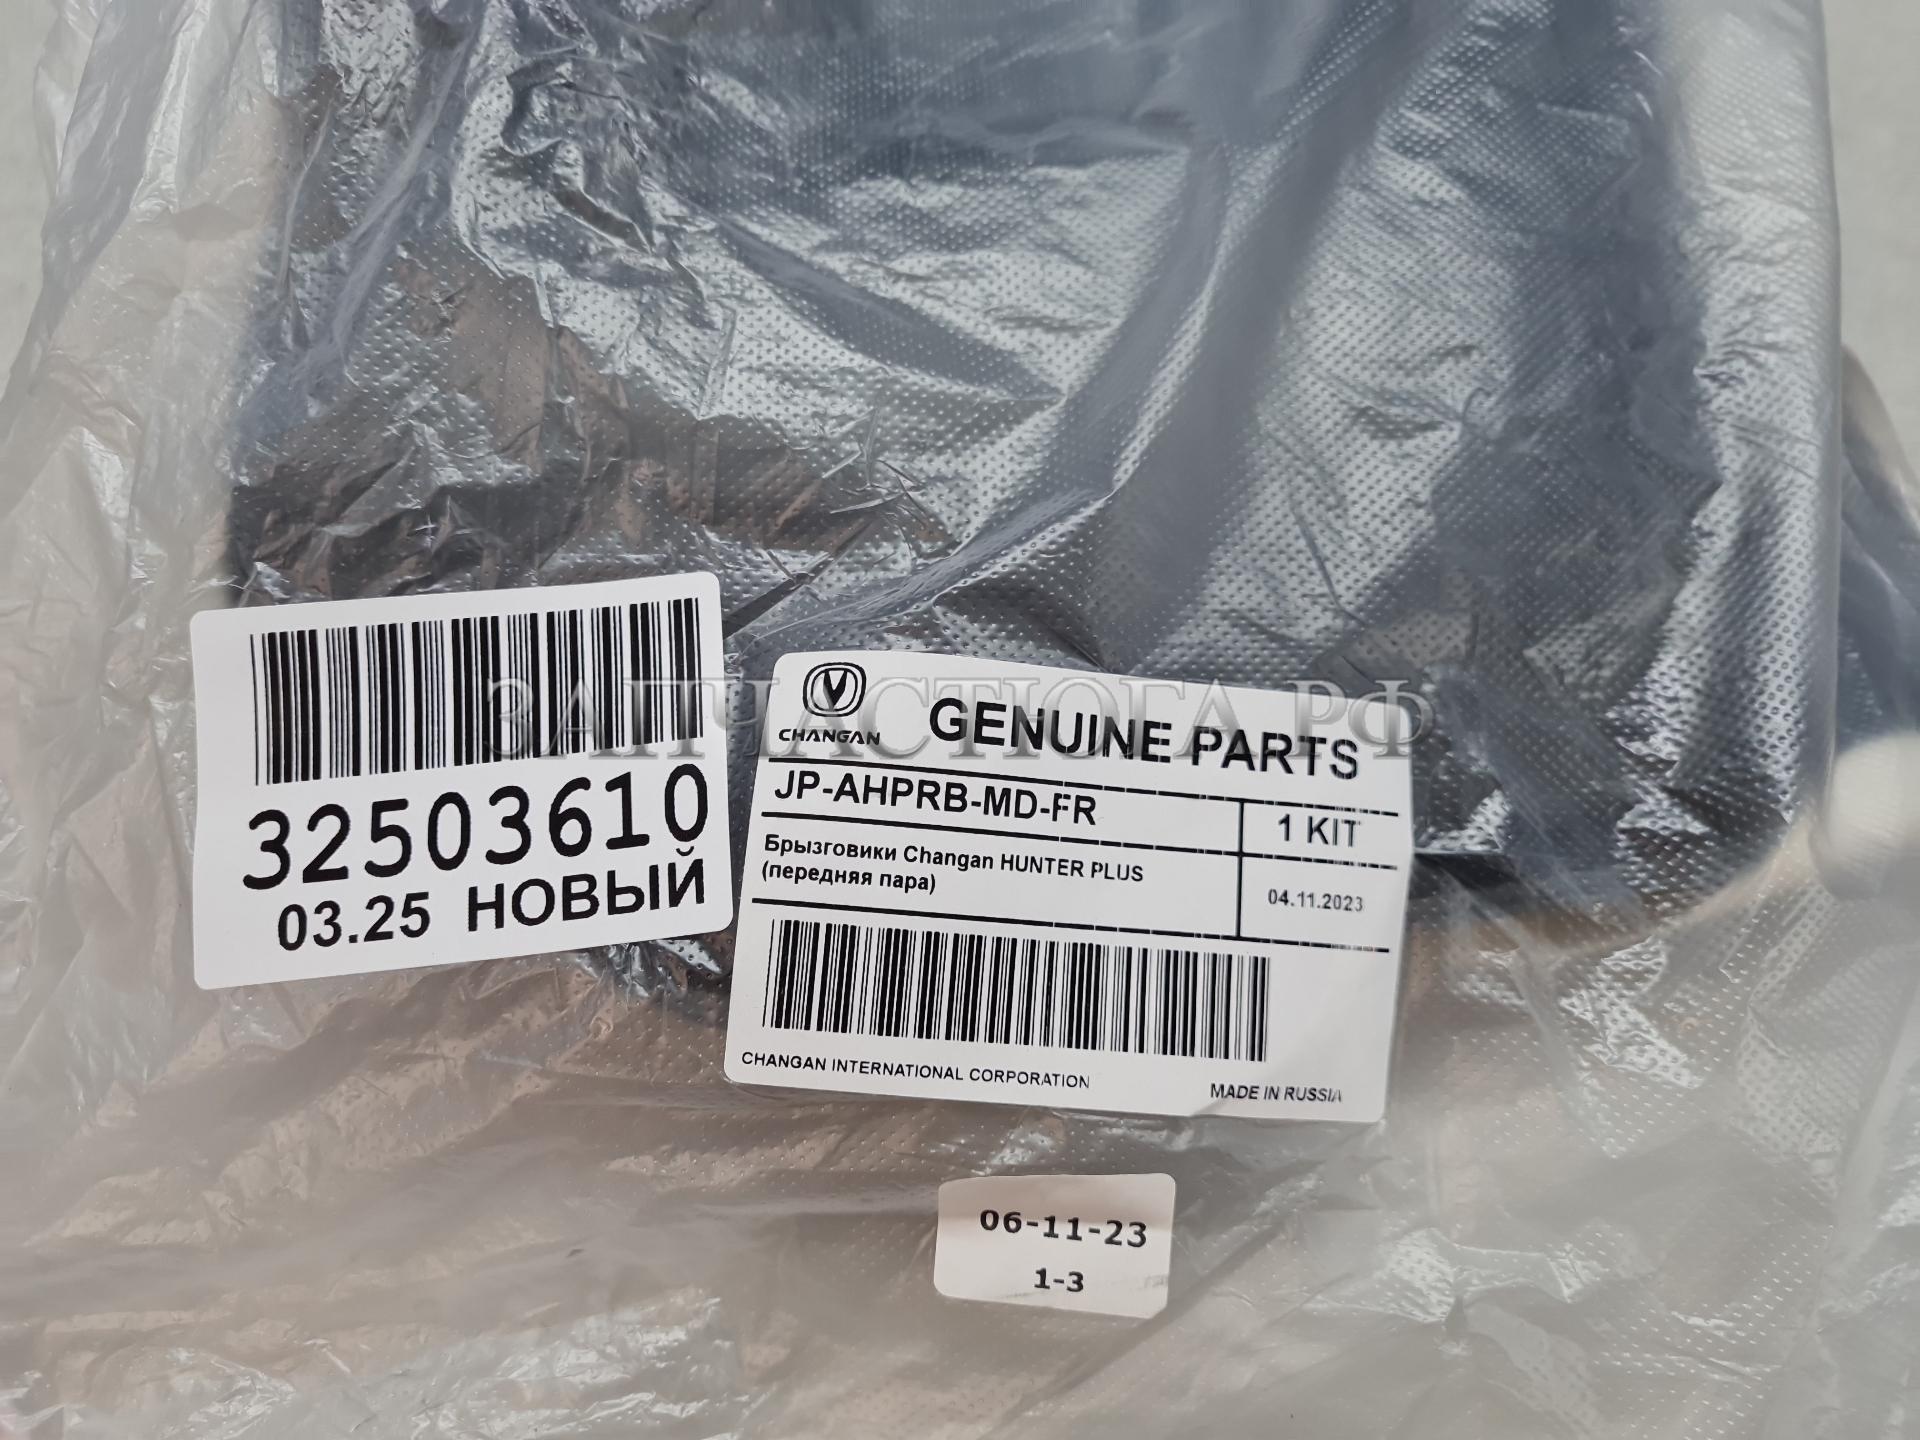 32503610
03.25 НОВЫЙ
CHANGAN
GENUINE PARTS
JP-AHPRB-MD-FR
1 KIT
Брызговики Changan HUNTER PLUS
(передняя пара)
04.11.2023
CHANGAN INTERNATIONAL CORPORATION
MADE IN RUSSIA
06-11-23
1-3
ЗАПЧАСТЮГА.РФ